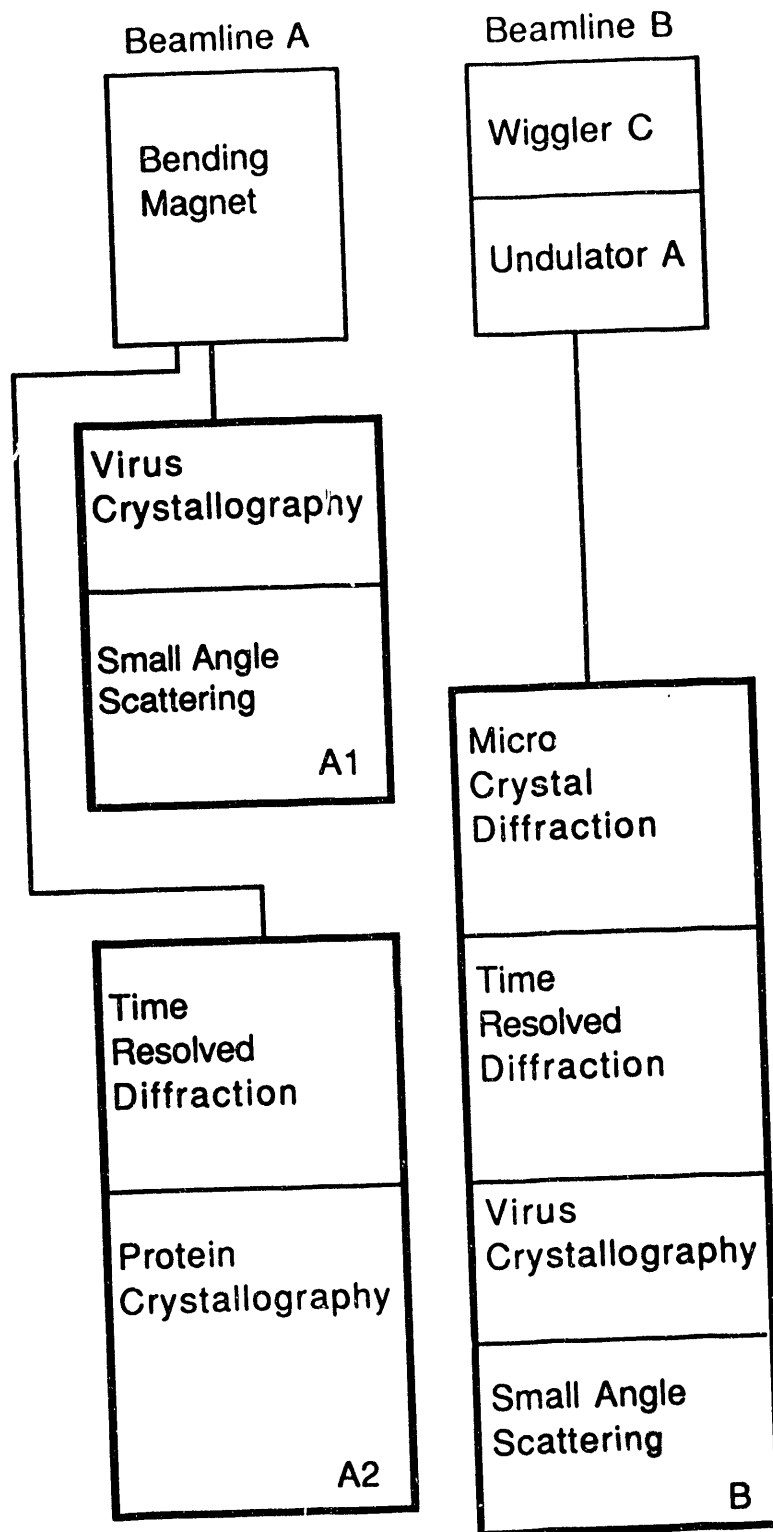 Beamline A
Bending
Magnet
Virus
Crystallography
Small Angle
Scattering
A1
Time
Resolved
Diffraction
Protein
Crystallography
A2
Beamline B
Wiggler C
Undulator A
Micro
Crystal
Diffraction
Time
Resolved
Diffraction
Virus
Crystallography
Small Angle
Scattering
B